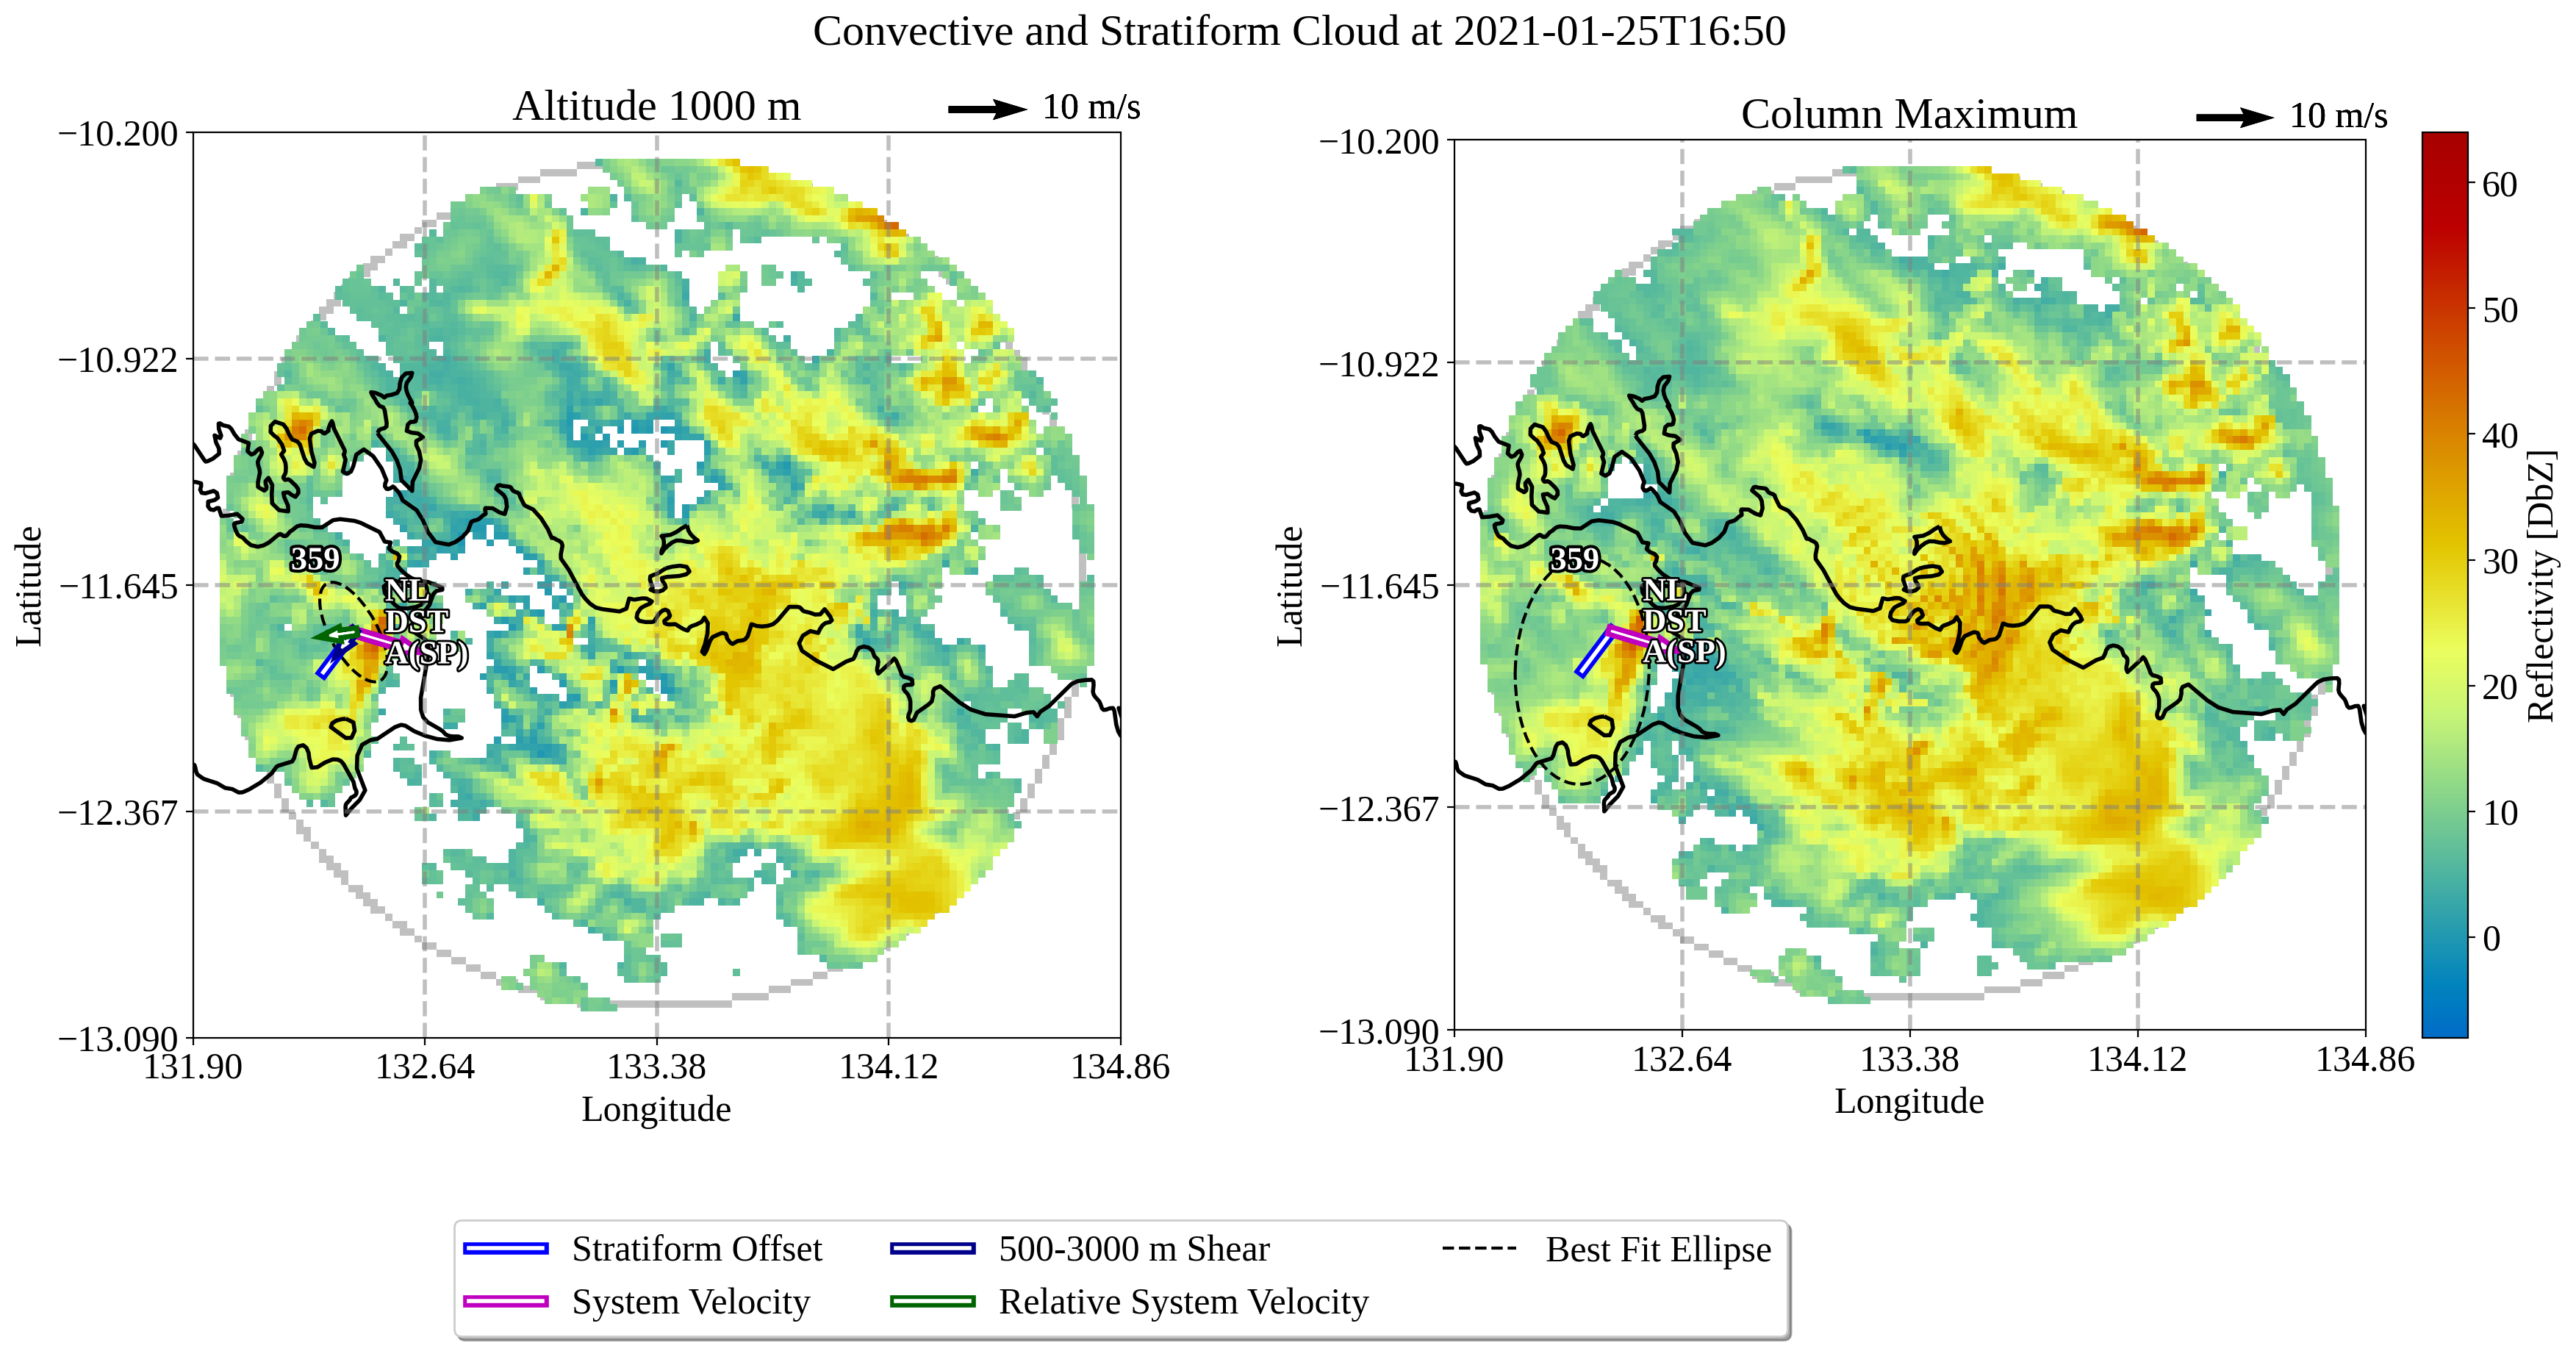 Convective and Stratiform Cloud at 2021-01-25T16:50
Altitude 1000 m
10 m/s
−10.200
−10.922
−11.645
−12.367
−13.090
131.90
132.64
133.38
134.12
134.86
Latitude
Longitude
359
NL
DST
A(SP)
Column Maximum
10 m/s
−10.200
−10.922
−11.645
−12.367
−13.090
131.90
132.64
133.38
134.12
134.86
Latitude
Longitude
359
NL
DST
A(SP)
60
50
40
30
20
10
0
Reflectivity [DbZ]
Stratiform Offset
System Velocity
500-3000 m Shear
Relative System Velocity
Best Fit Ellipse